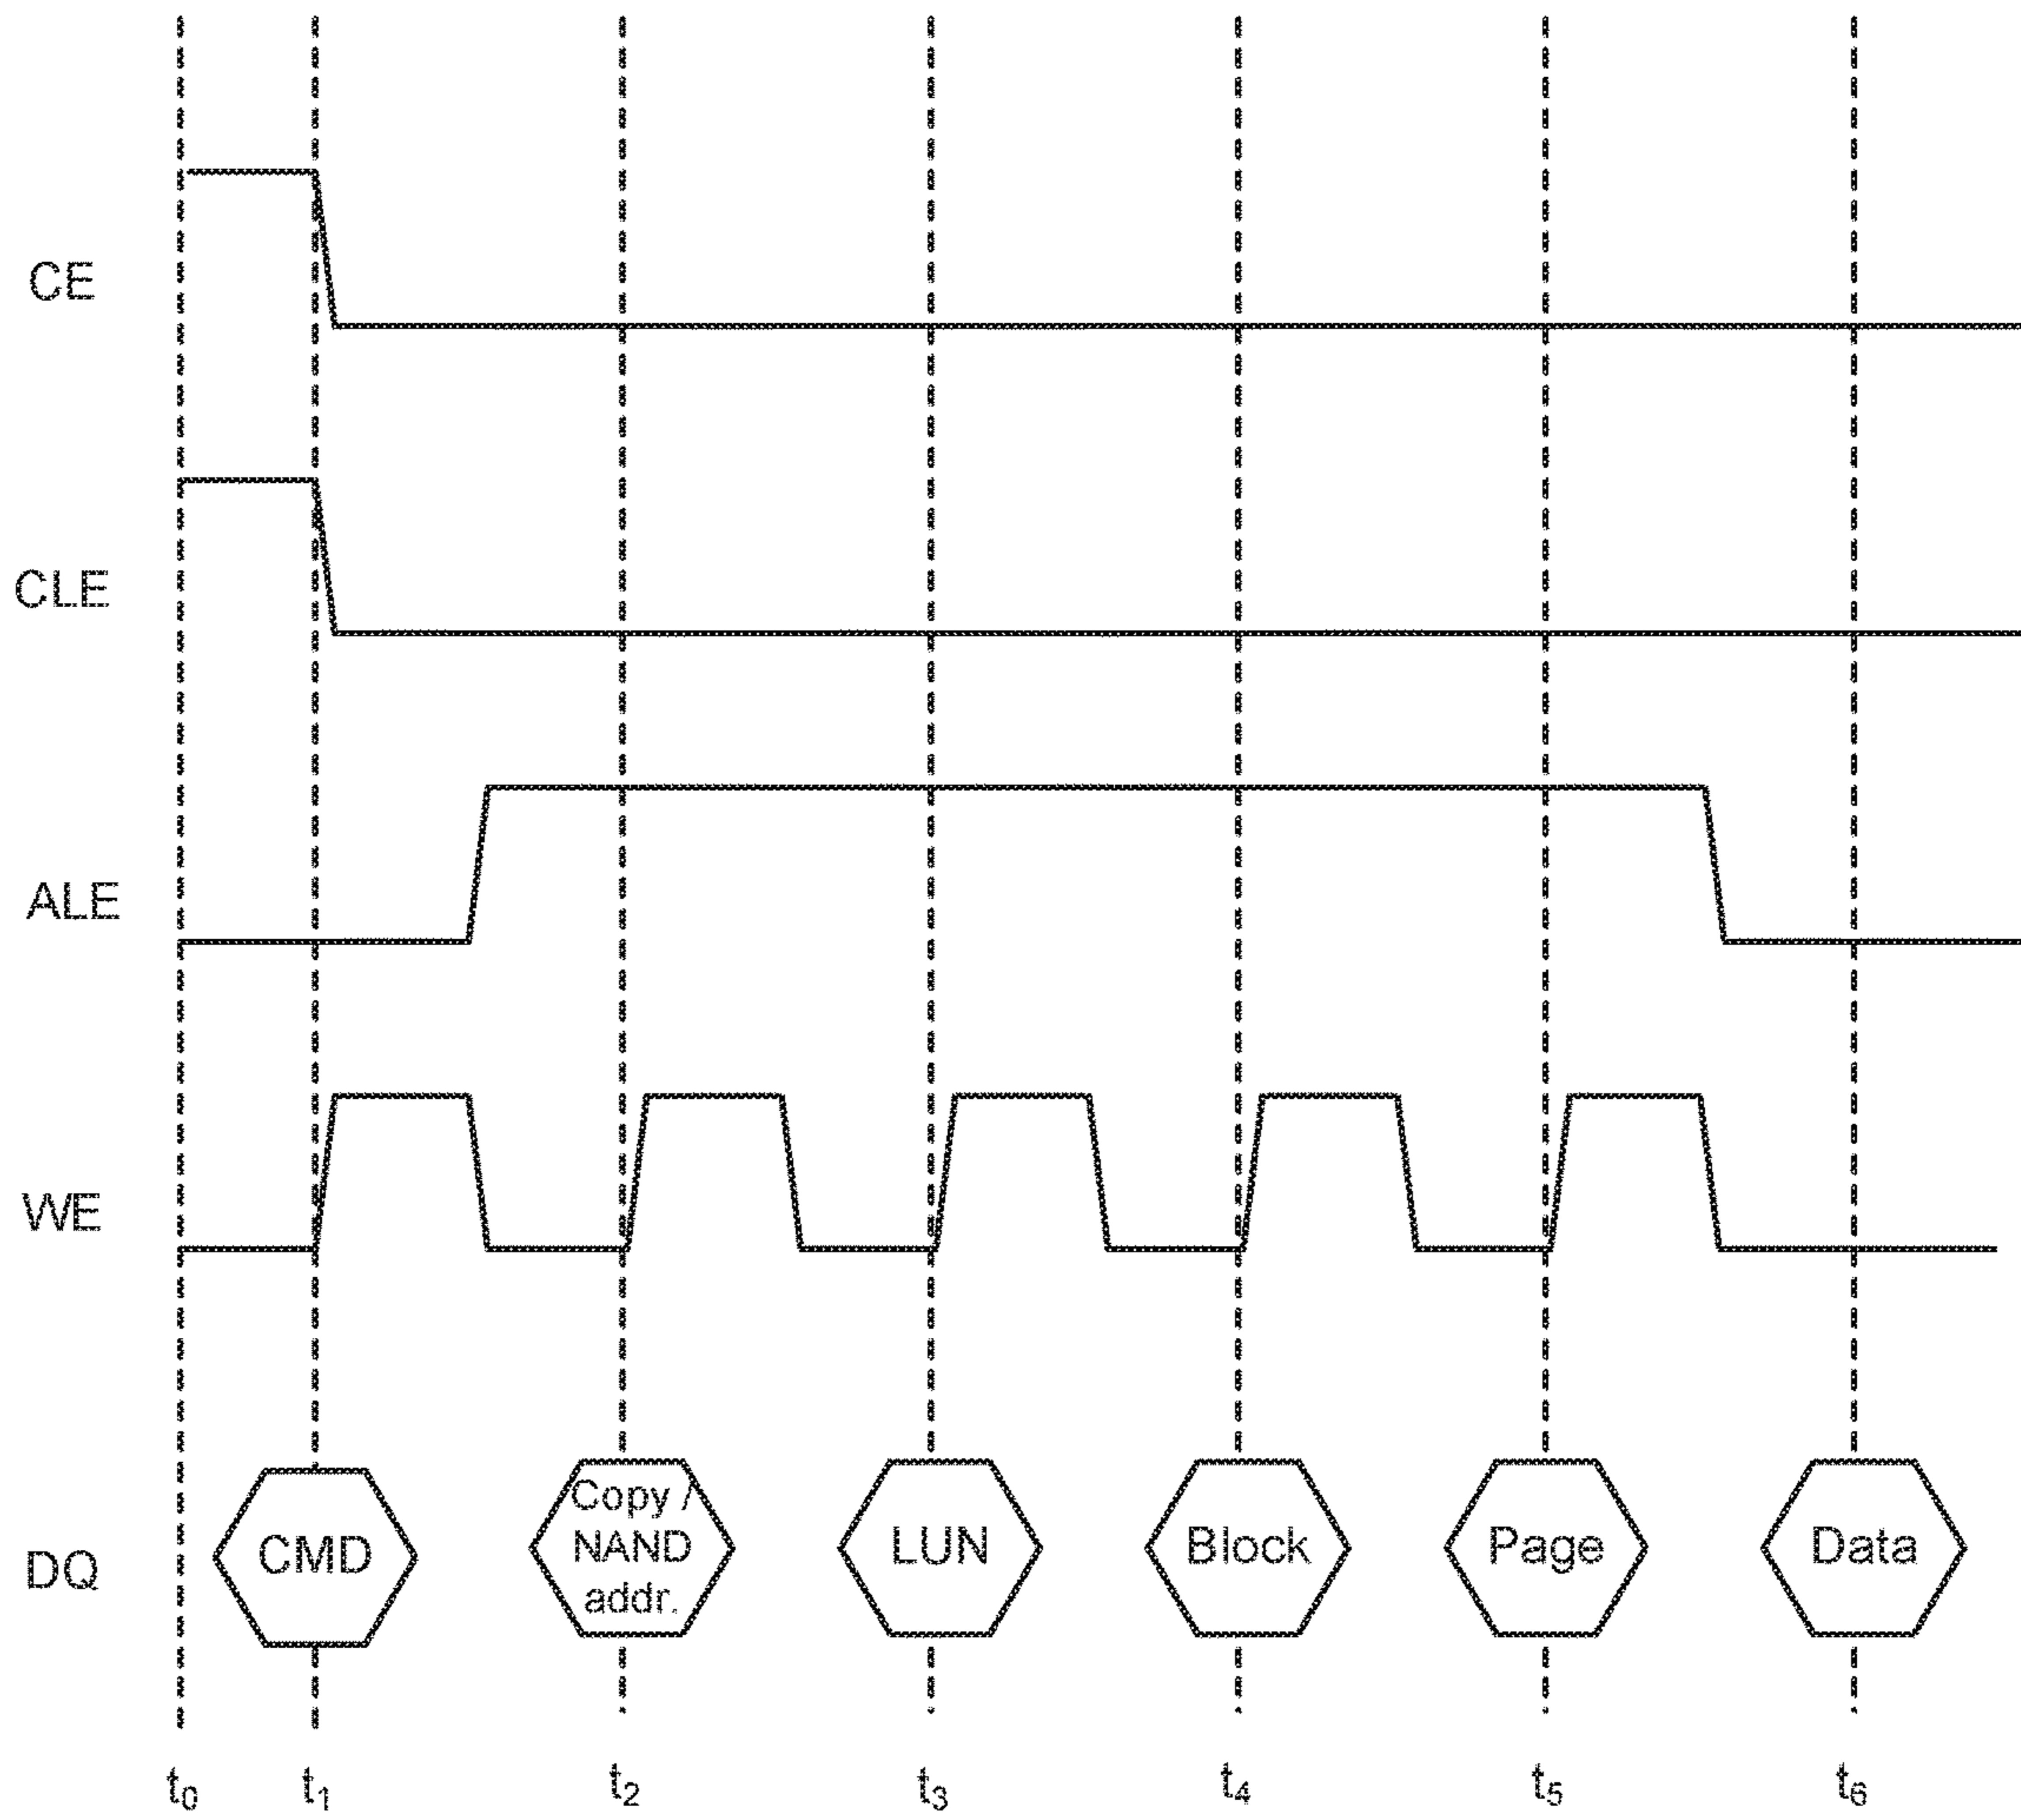 CE
CLE
ALE
WE
DQ
CMD
Copy /
NAND
addr.
LUN
Block
Page
Data
t0
t1
t2
t3
t4
t5
t6